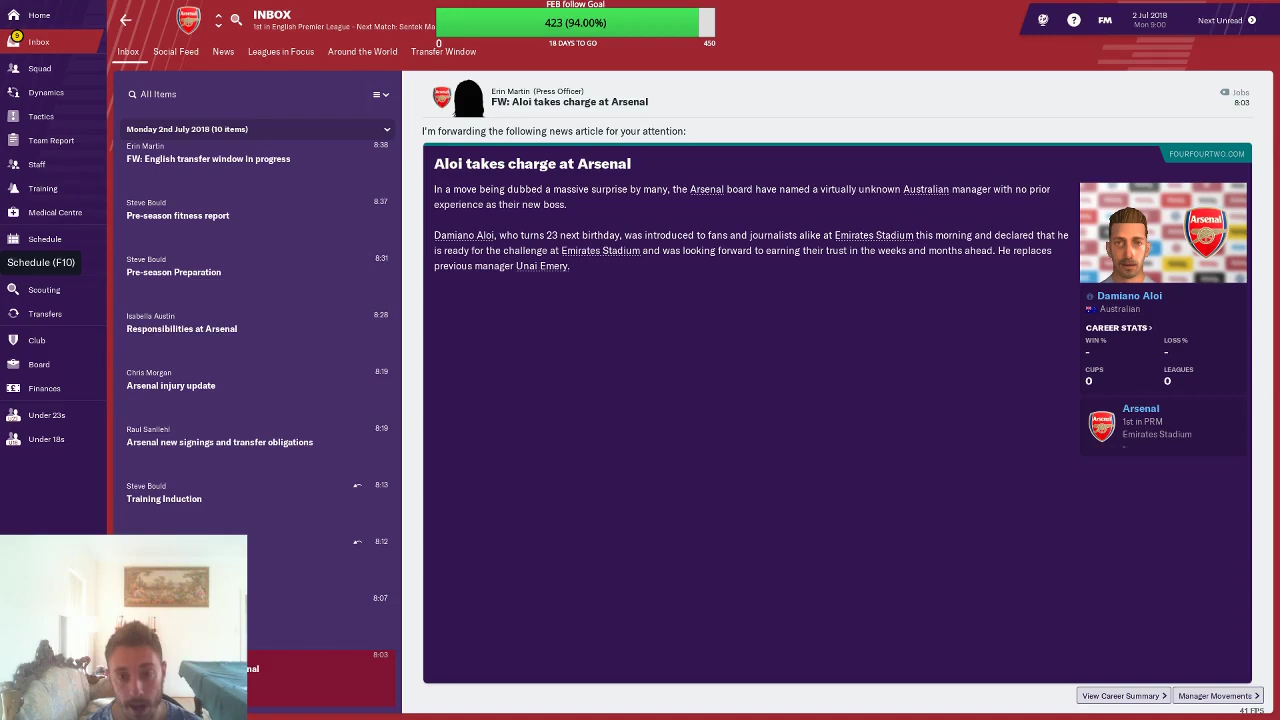 Home
9
Inbox
Squad
Dynamics
Tactics
Team Report
Staff
Training
Medical Centre
Schedule
Schedule (F10)
Scouting
Transfers
Club
Board
Finances
Under 23s
Under 18s
INBOX
1st in English Premier League - Next Match: Sentek Ma
Inbox Social Feed News Leagues in Focus Around the World Transfer Window
FEB follow Goal
423 (94.00%)
0 18 DAYS TO GO 450
FM
2 Jul 2018
Mon 9:00
Next Unread
All Items
Monday 2nd July 2018 (10 items)
Erin Martin 8:38
FW: English transfer window in progress
Steve Bould 8:37
Pre-season fitness report
Steve Bould 8:31
Pre-season Preparation
Isabella Austin 8:28
Responsibilities at Arsenal
Chris Morgan 8:19
Arsenal injury update
Raul Sanllehi 8:19
Arsenal new signings and transfer obligations
Steve Bould 8:13
Training Induction
8:12
8:07
8:03
nal
Erin Martin (Press Officer)
FW: Aloi takes charge at Arsenal
Jobs
8:03
I'm forwarding the following news article for your attention:
Aloi takes charge at Arsenal
FOURFOURTWO.COM
In a move being dubbed a massive surprise by many, the Arsenal board have named a virtually unknown Australian manager with no prior
experience as their new boss.
Damiano Aloi, who turns 23 next birthday, was introduced to fans and journalists alike at Emirates Stadium this morning and declared that he
is ready for the challenge at Emirates Stadium and was looking forward to earning their trust in the weeks and months ahead. He replaces
previous manager Unai Emery.
Arsenal
Damiano Aloi
Australian
CAREER STATS >
WIN % LOSS %
- -
CUPS LEAGUES
0 0
Arsenal
1st in PRM
Emirates Stadium
-
View Career Summary > Manager Movements >
41 FPS